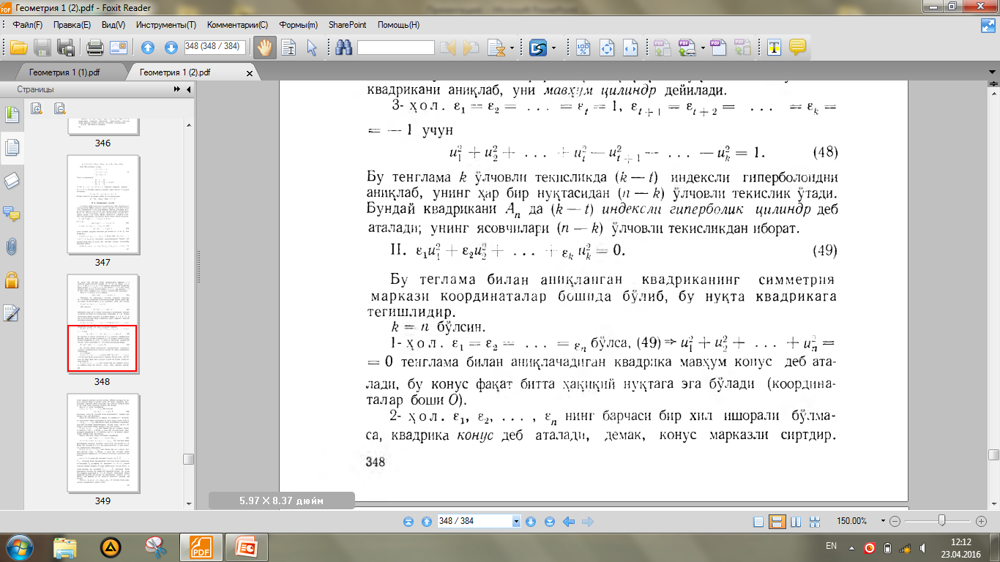 Геометрия 1 (2).pdf - Foxit Reader
Файл(F) Правка(E) Вид(V) Инструменты(T) Комментарии(C) Формы(m) SharePoint Помощь(H)
348 (348 / 384)
Геометрия 1 (1).pdf Геометрия 1 (2).pdf
Страницы
346
347
348
349
квадрикани аниқлаб, уни мавҳум цилиндр дейилади.
3- ҳол. ε₁ = ε₂ = ... = εₜ = 1, εₜ₊₁ = εₜ₊₂ = ... = εₖ =
= — 1 учун
u₁² + u₂² + ... + uₜ² — uₜ₊₁² — ... — uₖ² = 1. (48)
Бу тенглама k ўлчовли текисликда (k — t) индексли гиперболоидни
аниқлаб, унинг ҳар бир нуқтасидан (n — k) ўлчовли текислик ўтади.
Бундай квадрикани Aₙ да (k — t) индексли гиперболик цилиндр деб
аталади; унинг ясовчилари (n — k) ўлчовли текисликдан иборат.
II. ε₁u₁² + ε₂u₂² + ... + εₖ uₖ² = 0. (49)
Бу теглама билан аниқланган квадриканинг симметрия
маркази координаталар бошида бўлиб, бу нуқта квадрикага
тегишлидир.
k = n бўлсин.
1- ҳол. ε₁ = ε₂ = ... = εₙ бўлса, (49) ⇒ u₁² + u₂² + ... + uₙ² =
= 0 тенглама билан аниқлачадиган квадрика мавҳум конус деб ата-
лади, бу конус фақат битта ҳақиқий нуқтага эга бўлади (координа-
талар боши O).
2- ҳол. ε₁, ε₂, ..., εₙ нинг барчаси бир хил ишорали бўлма-
са, квадрика конус деб аталади, демак, конус марказли сиртдир.
348
5.97 X 8.37 дюйм
348 / 384
150.00%
EN
12:12
23.04.2016